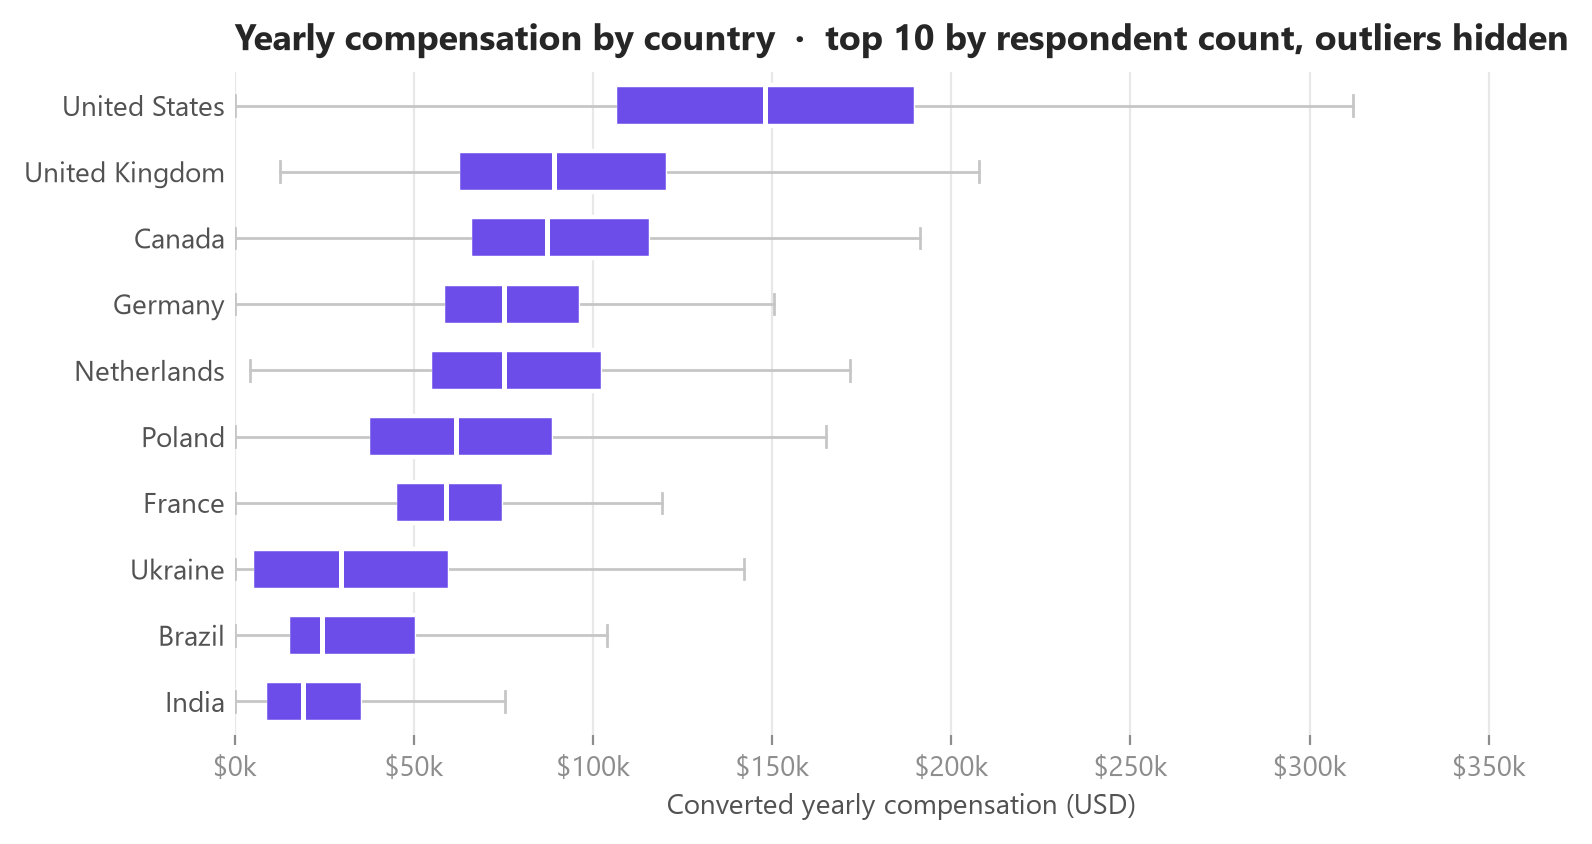 Yearly compensation by country · top 10 by respondent count, outliers hidden
United States
United Kingdom
Canada
Germany
Netherlands
Poland
France
Ukraine
Brazil
India
$0k $50k $100k $150k $200k $250k $300k $350k
Converted yearly compensation (USD)